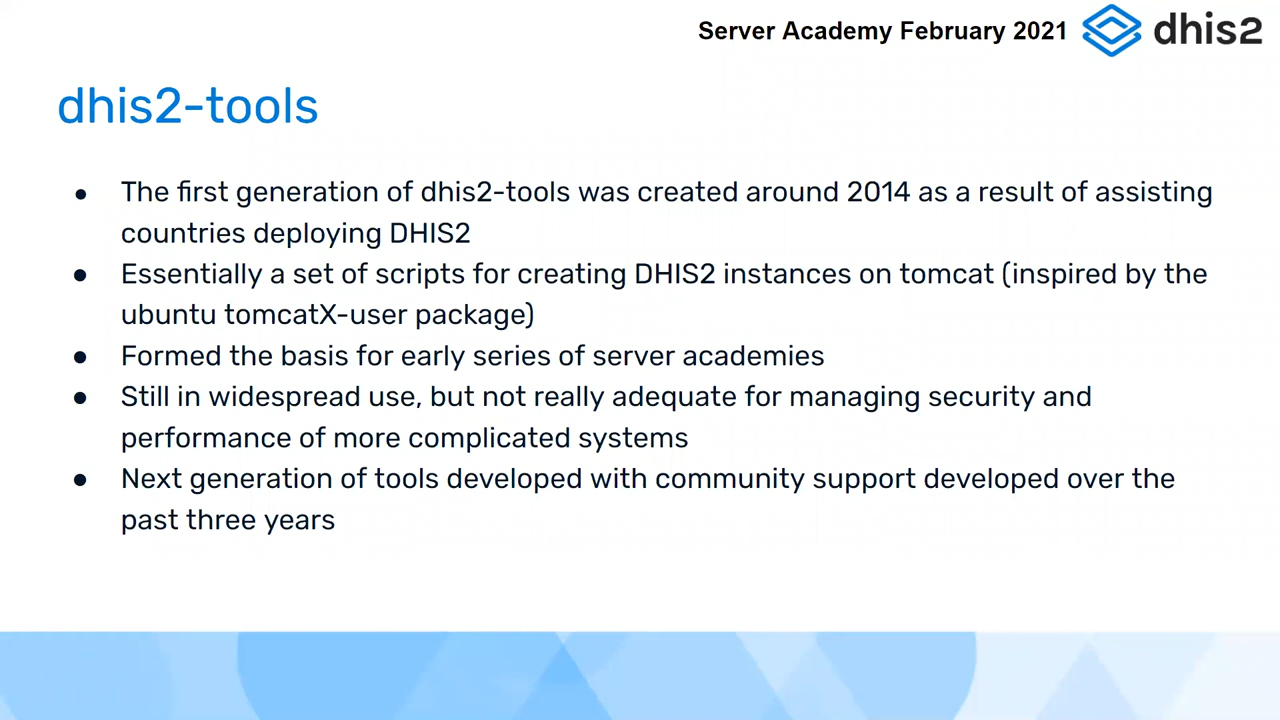 Server Academy February 2021
dhis2
dhis2-tools
● The first generation of dhis2-tools was created around 2014 as a result of assisting
countries deploying DHIS2
● Essentially a set of scripts for creating DHIS2 instances on tomcat (inspired by the
ubuntu tomcatX-user package)
● Formed the basis for early series of server academies
● Still in widespread use, but not really adequate for managing security and
performance of more complicated systems
● Next generation of tools developed with community support developed over the
past three years